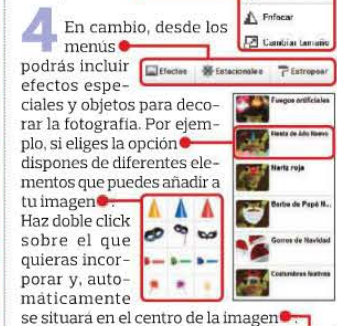 4 En cambio, desde los
menús
podrás incluir
efectos espe-
ciales y objetos para deco-
rar la fotografía. Por ejem-
plo, si eliges la opción
dispones de diferentes ele-
mentos que puedes añadir a
tu imagen .
Haz doble click
sobre el que
quieras incor-
porar y, auto-
máticamente
se situará en el centro de la imagen .
Enfocar
Cambiar tamaño
Efectos Estacionales Estropear
Fuegos artificiales
Fiesta de Año Nuevo
Nariz roja
Barba de Papá N...
Gorros de Navidad
Costumbres festivas